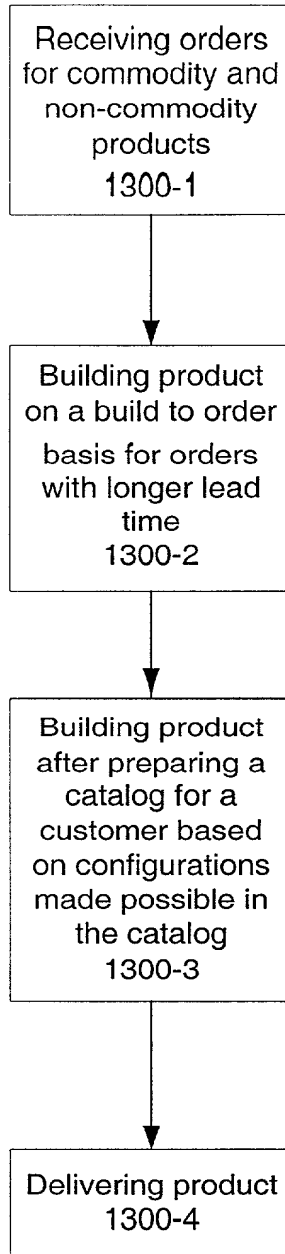 Receiving orders
for commodity and
non-commodity
products
1300-1
Building product
on a build to order
basis for orders
with longer lead
time
1300-2
Building product
after preparing a
catalog for a
customer based
on configurations
made possible in
the catalog
1300-3
Delivering product
1300-4